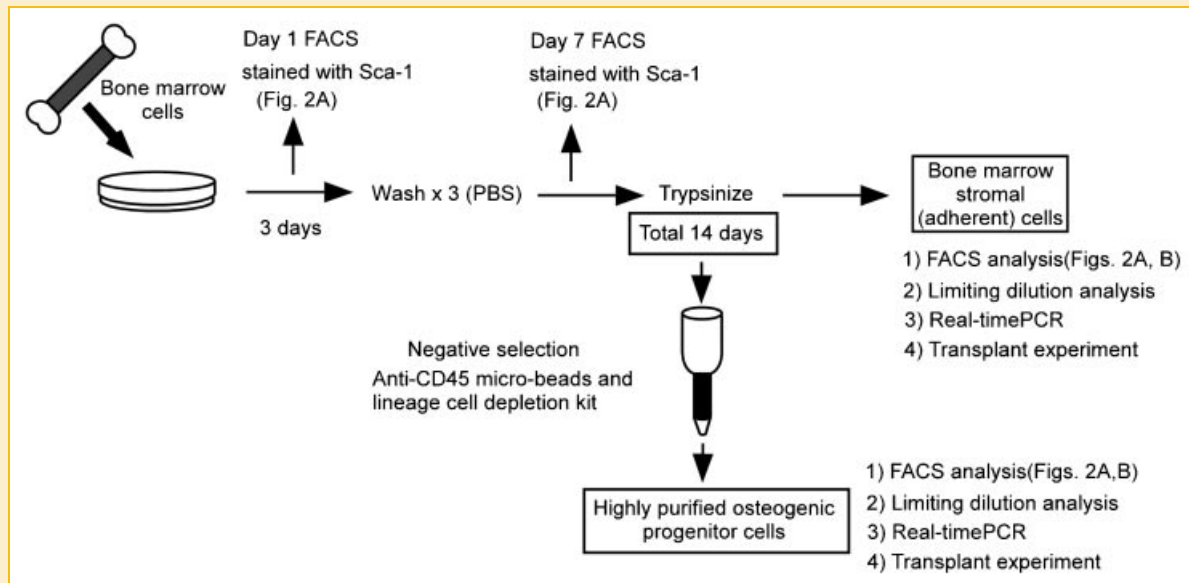 Day 1 FACS
stained with Sca-1
(Fig. 2A)
Day 7 FACS
stained with Sca-1
(Fig. 2A)
Bone marrow
cells
3 days
Wash x 3 (PBS)
Trypsinize
Total 14 days
Bone marrow
stromal
(adherent) cells
1) FACS analysis(Figs. 2A, B)
2) Limiting dilution analysis
3) Real-timePCR
4) Transplant experiment
Negative selection
Anti-CD45 micro-beads and
lineage cell depletion kit
Highly purified osteogenic
progenitor cells
1) FACS analysis(Figs. 2A,B)
2) Limiting dilution analysis
3) Real-timePCR
4) Transplant experiment